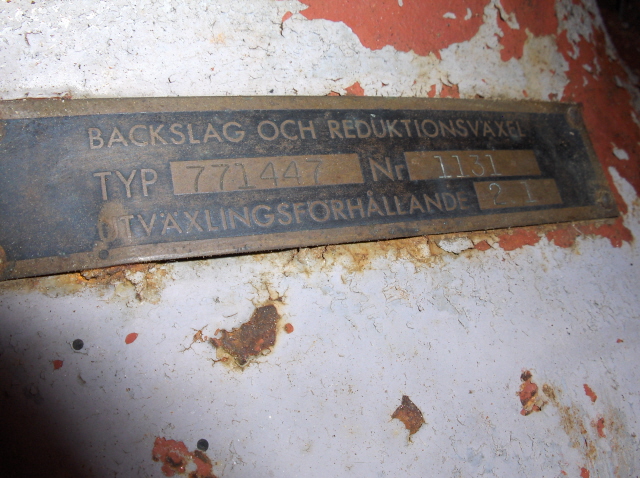 BACKSLAG OCH REDUKTIONSVÄXEL
TYP 771447 Nr 1131
UTVÄXLINGSFÖRHÅLLANDE 2 1